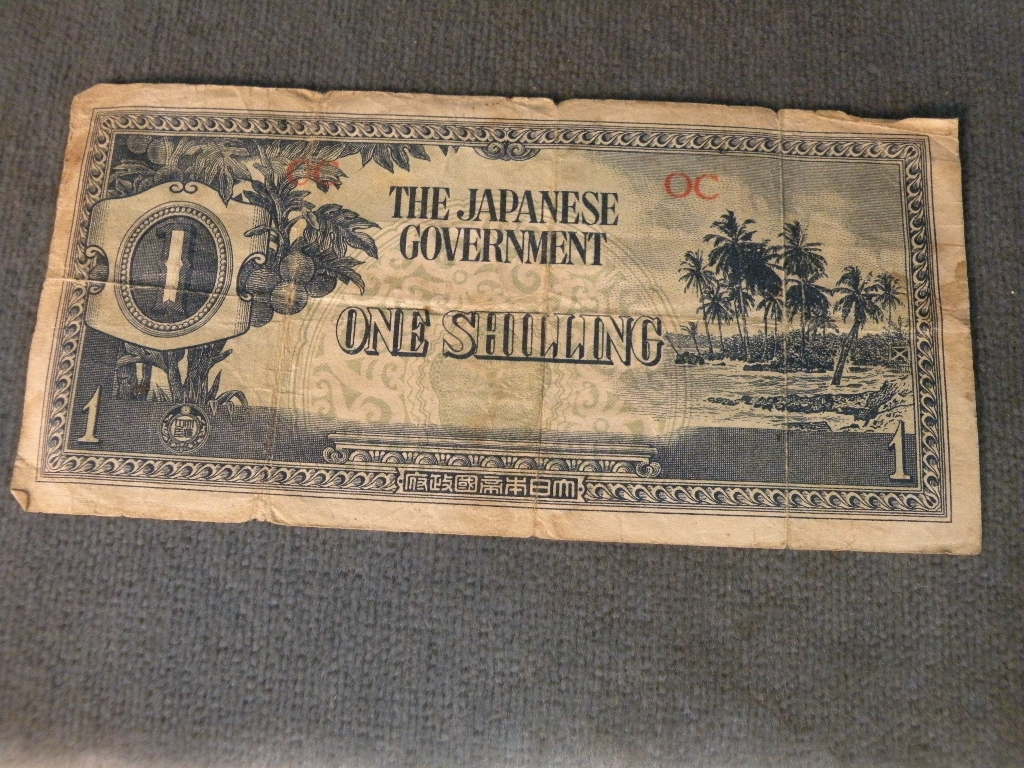 OC OC
THE JAPANESE
GOVERNMENT
1
ONE SHILLING
1 1
大日本帝國政府